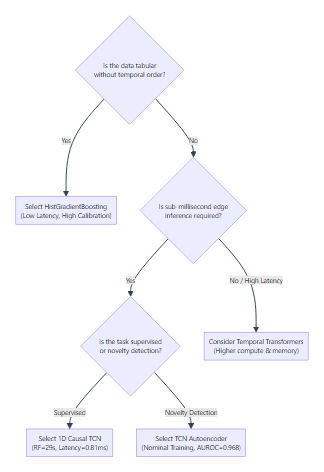 Is the data tabular
without temporal order?
Yes
No
Select HistGradientBoosting
(Low Latency, High Calibration)
Is sub-millisecond edge
inference required?
Yes
No / High Latency
Is the task supervised
or novelty detection?
Consider Temporal Transformers
(Higher compute & memory)
Supervised
Novelty Detection
Select 1D Causal TCN
(RF=29s, Latency=0.81ms)
Select TCN Autoencoder
(Nominal Training, AUROC=0.968)